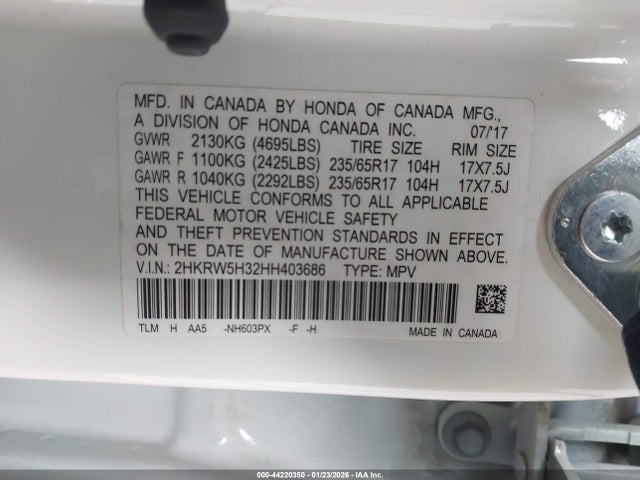 MFD. IN CANADA BY HONDA OF CANADA MFG.,
A DIVISION OF HONDA CANADA INC. 07/'17
GVWR 2130KG (4695LBS) TIRE SIZE RIM SIZE
GAWR F 1100KG (2425LBS) 235/65R17 104H 17X7.5J
GAWR R 1040KG (2292LBS) 235/65R17 104H 17X7.5J
THIS VEHICLE CONFORMS TO ALL APPLICABLE
FEDERAL MOTOR VEHICLE SAFETY
AND THEFT PREVENTION STANDARDS IN EFFECT
ON THE DATE OF MANUFACTURE SHOWN ABOVE.
V.I.N.: 2HKRW5H32HH403686 TYPE: MPV
TLM H AA5 -NH603PX -F -H MADE IN CANADA
000-44220350 - 01/23/2026 - IAA Inc.